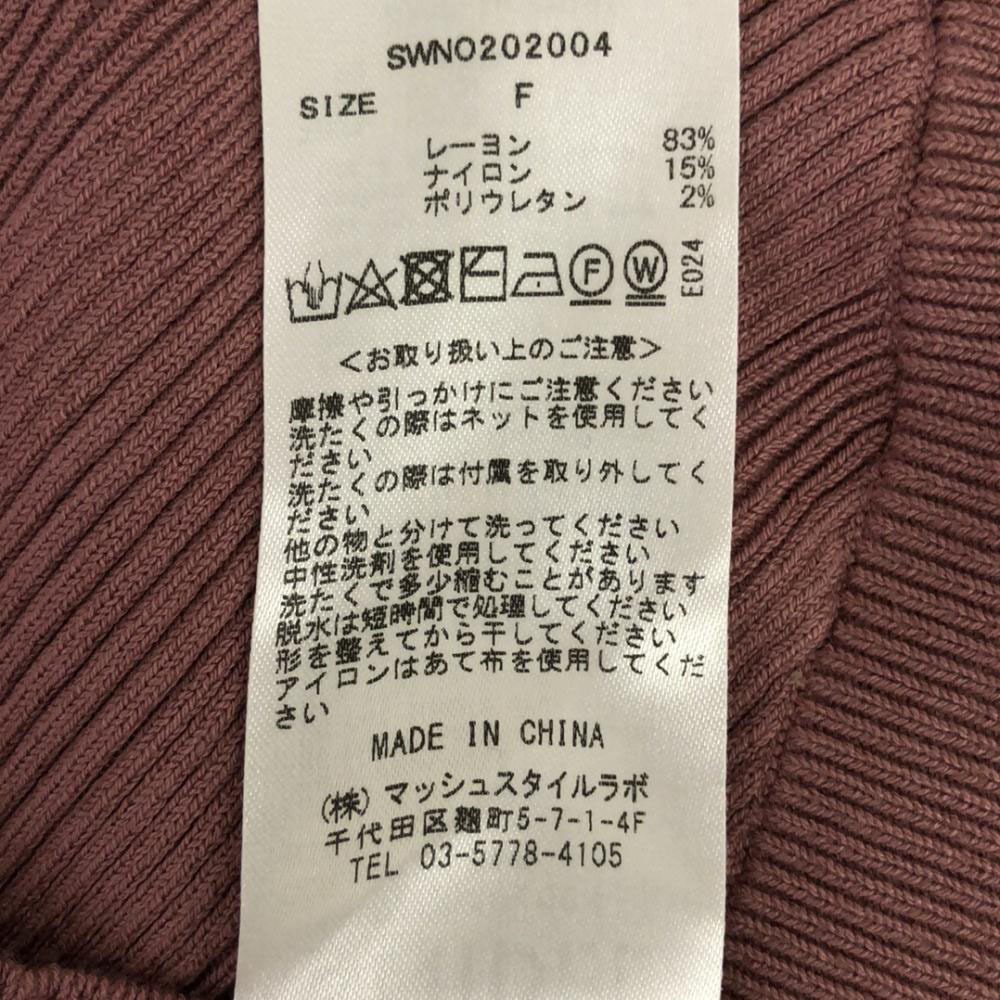 SWNO202004
SIZE F
レーヨン 83%
ナイロン 15%
ポリウレタン 2%
F W E024
＜お取り扱い上のご注意＞
摩擦や引っかけにご注意ください
洗たくの際はネットを使用してく
ださい
洗たくの際は付属を取り外してく
ださい
他の物と分けて洗ってください
中性洗剤を使用してください
洗たくで多少縮むことがあります
脱水は短時間で処理してください
形を整えてから干してください
アイロンはあて布を使用してくだ
さい
MADE IN CHINA
(株)マッシュスタイルラボ
千代田区麹町5-7-1-4F
TEL 03-5778-4105